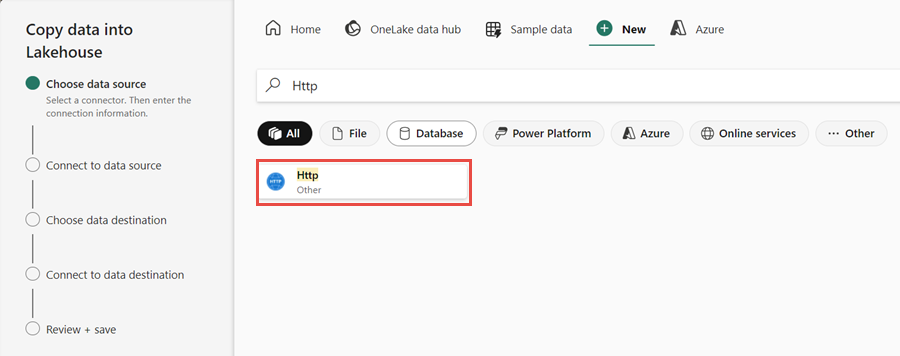 Copy data into
Lakehouse
Choose data source
Select a connector. Then enter the
connection information.
Connect to data source
Choose data destination
Connect to data destination
Review + save
Home
OneLake data hub
Sample data
New
Azure
Http
All
File
Database
Power Platform
Azure
Online services
Other
HTTP
Http
Other